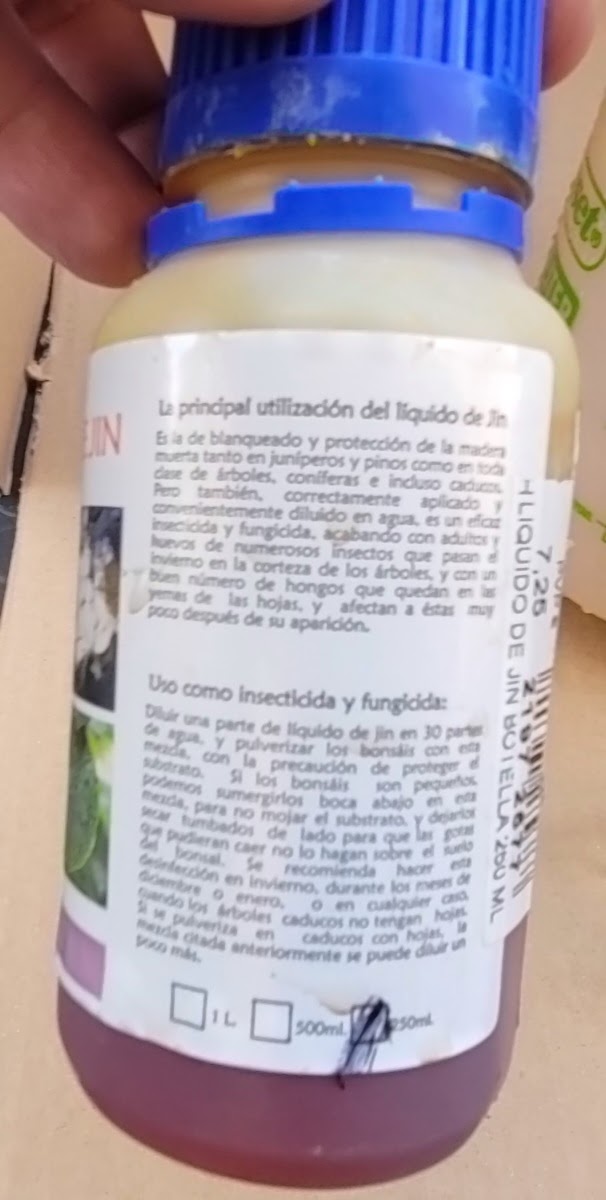 JIN
La principal utilización del líquido de Jin
Es la de blanqueado y protección de la madera
muerta tanto en juníperos y pinos como en toda
clase de árboles, coníferas e incluso caducos.
Pero también, correctamente aplicado y
convenientemente diluido en agua, es un eficaz
insecticida y fungicida, acabando con adultos y
huevos de numerosos insectos que pasan el
invierno en la corteza de los árboles, y con un
buen número de hongos que quedan en las
yemas de las hojas, y afectan a éstas muy
poco después de su aparición.
Uso como insecticida y fungicida:
Diluir una parte de líquido de jin en 30 partes
de agua, y pulverizar los bonsáis con esta
mezcla, con la precaución de proteger el
substrato. Si los bonsáis son pequeños,
podemos sumergirlos boca abajo en esta
mezcla, para no mojar el substrato, y dejarlos
secar tumbados de lado para que las gotas
que pudieran caer no lo hagan sobre el suelo
del bonsai. Se recomienda hacer esta
desinfección en invierno, durante los meses de
diciembre o enero, o en cualquier caso,
cuando los árboles caducos no tengan hojas.
Si se pulveriza en caducos con hojas, la
mezcla citada anteriormente se puede diluir un
poco más.
1 L.
500ml.
250ml.
LIQUIDO DE JIN BOTELLA 250 ML
7,25